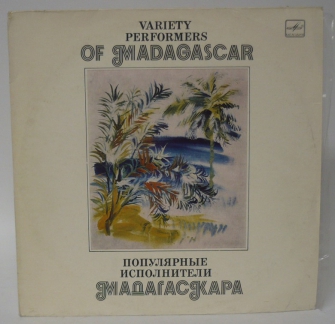 VARIETY
PERFORMERS
OF MADAGASCAR
ПОПУЛЯРНЫЕ
ИСПОЛНИТЕЛИ
МАДАГАСКАРА